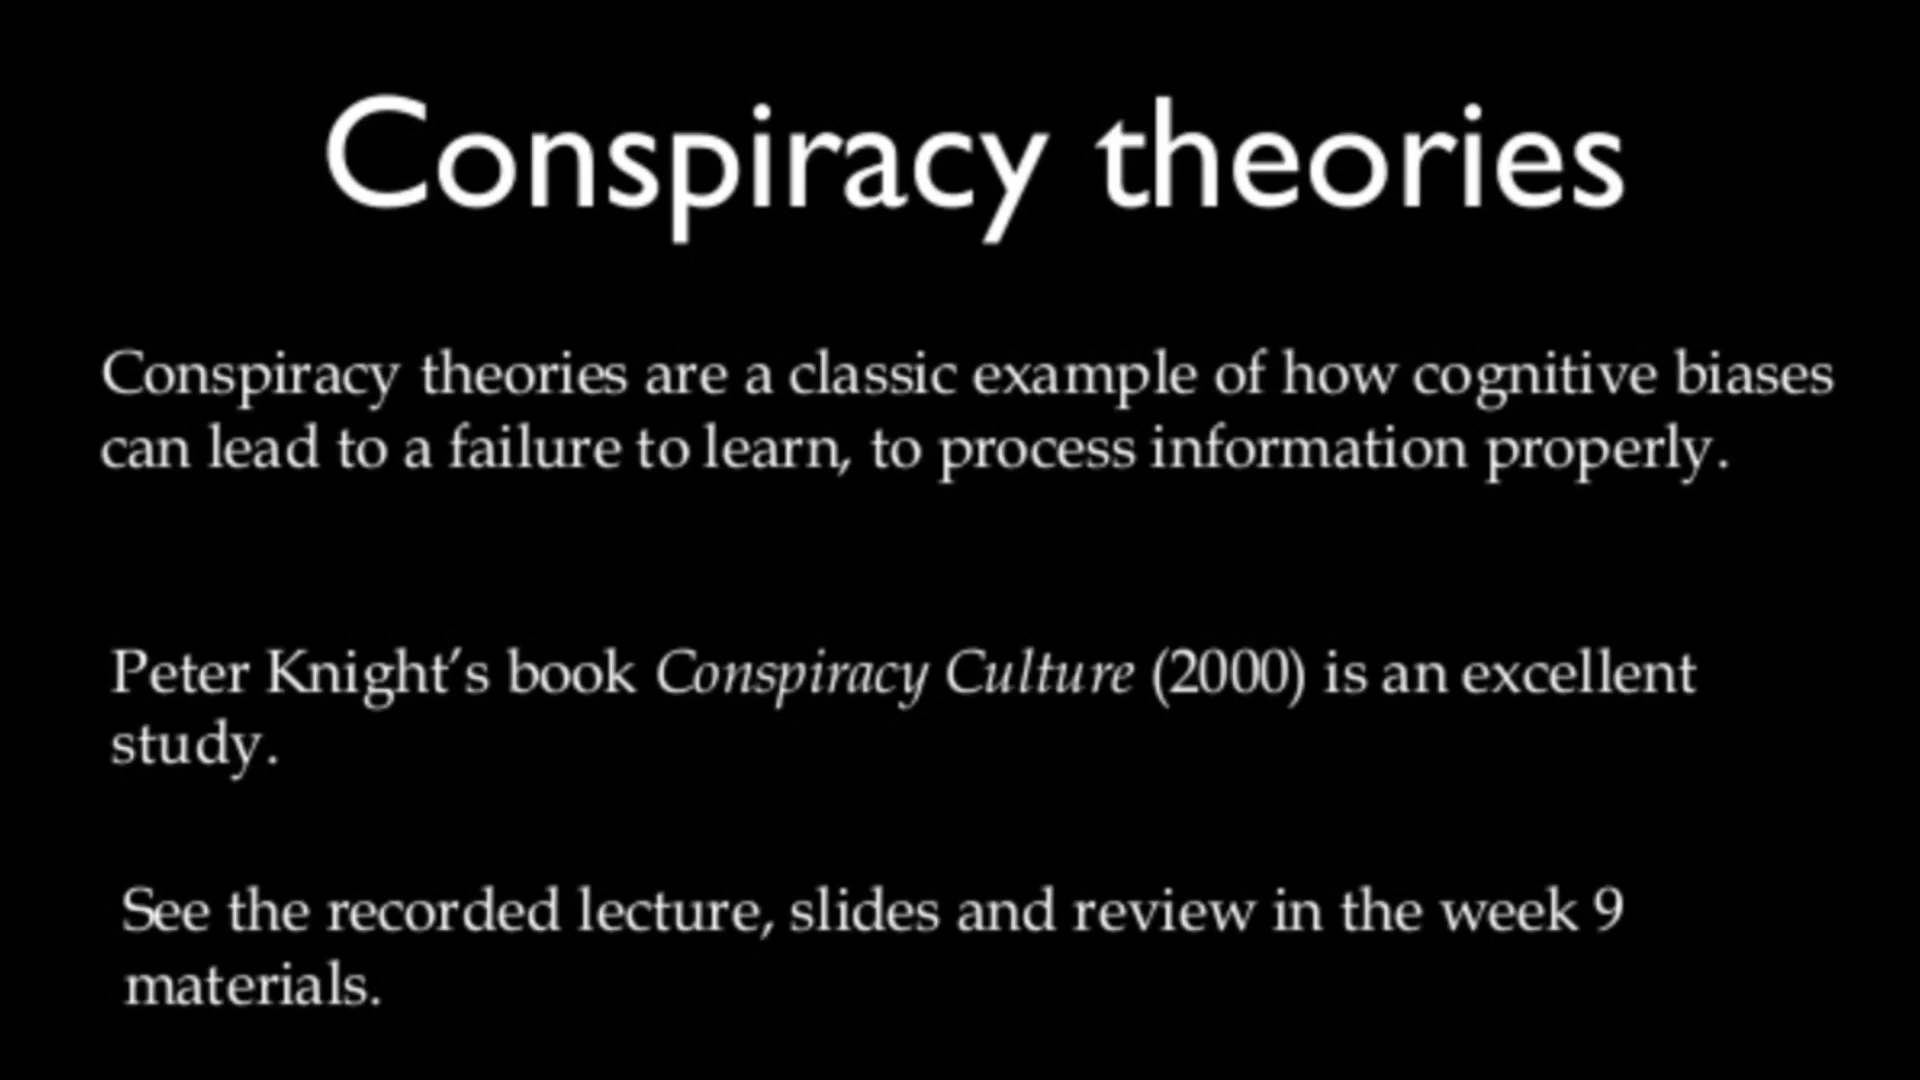 Conspiracy theories
Conspiracy theories are a classic example of how cognitive biases
can lead to a failure to learn, to process information properly.
Peter Knight’s book Conspiracy Culture (2000) is an excellent
study.
See the recorded lecture, slides and review in the week 9
materials.